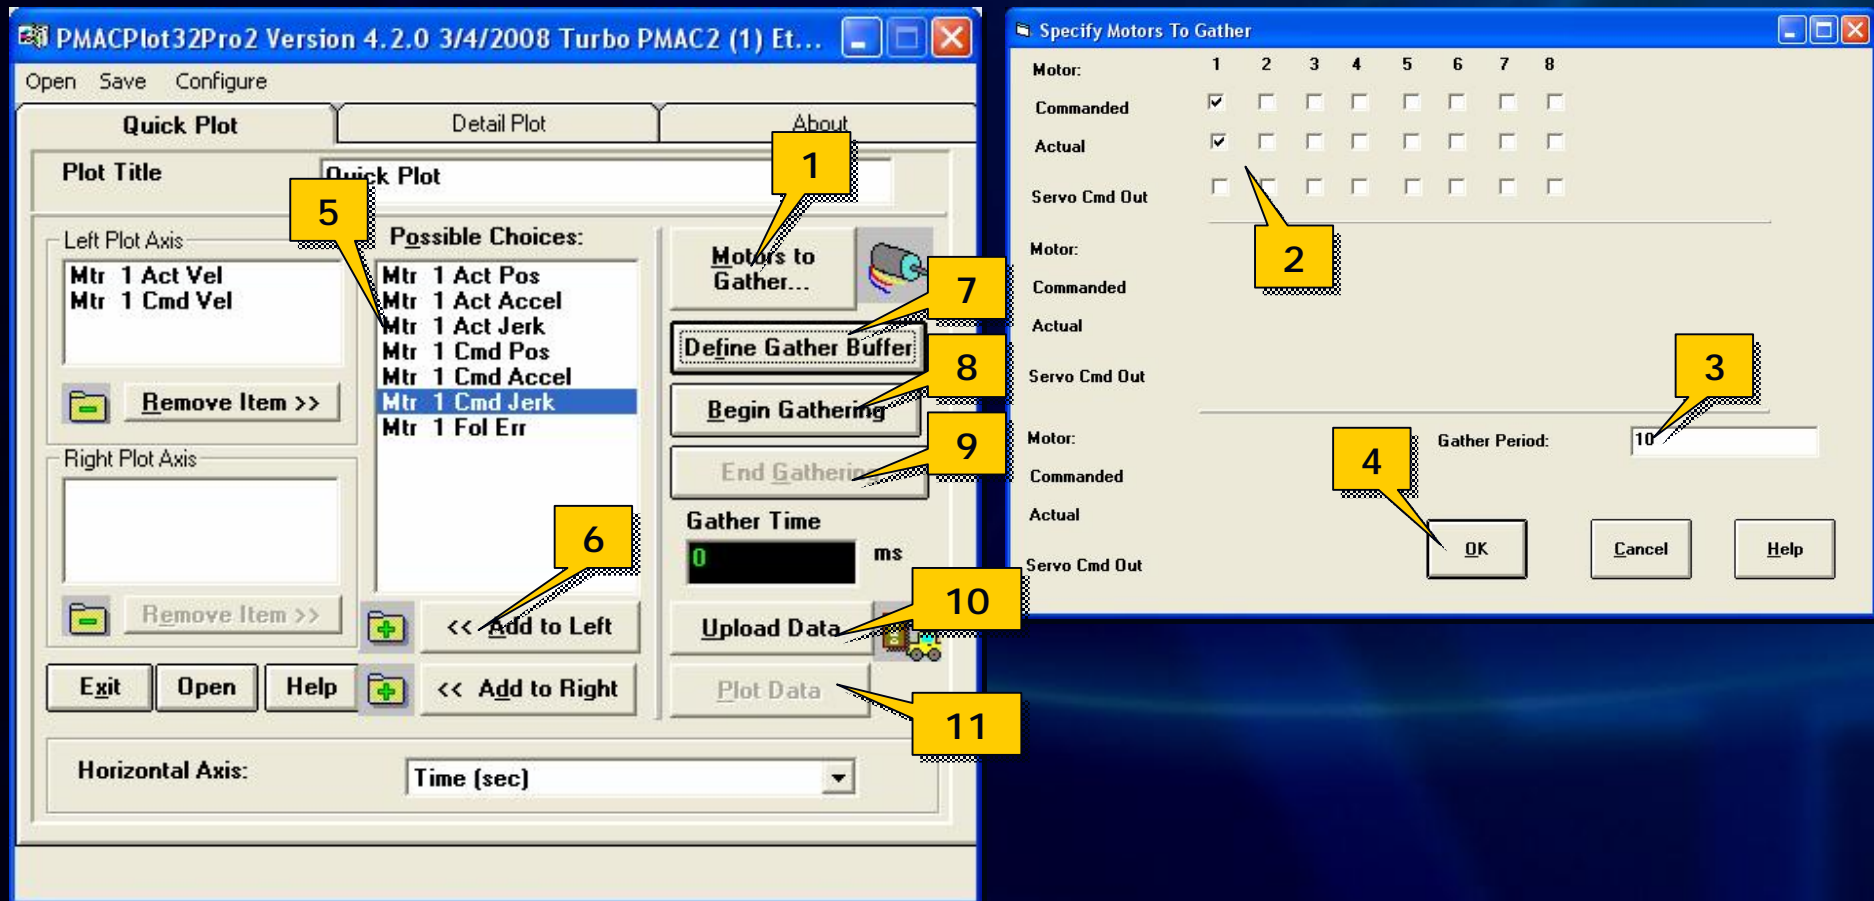 PMACPlot32Pro2 Version 4.2.0 3/4/2008 Turbo PMAC2 (1) Et...
Open Save Configure
Quick Plot Detail Plot About
Plot Title Quick Plot
1
5
Left Plot Axis
Mtr 1 Act Vel
Mtr 1 Cmd Vel
Remove Item >>
Right Plot Axis
Remove Item >>
Possible Choices:
Mtr 1 Act Pos
Mtr 1 Act Accel
Mtr 1 Act Jerk
Mtr 1 Cmd Pos
Mtr 1 Cmd Accel
Mtr 1 Cmd Jerk
Mtr 1 Fol Err
6
<< Add to Left
<< Add to Right
Motors to
Gather...
7
Define Gather Buffer
8
Begin Gathering
9
End Gathering
Gather Time
0 ms
10
Upload Data
Plot Data
11
Exit Open Help
Horizontal Axis: Time (sec)
Specify Motors To Gather
Motor: 1 2 3 4 5 6 7 8
Commanded
Actual
Servo Cmd Out
2
Motor:
Commanded
Actual
Servo Cmd Out
3
Motor:
Gather Period: 10
4
Commanded
Actual
Servo Cmd Out
OK Cancel Help